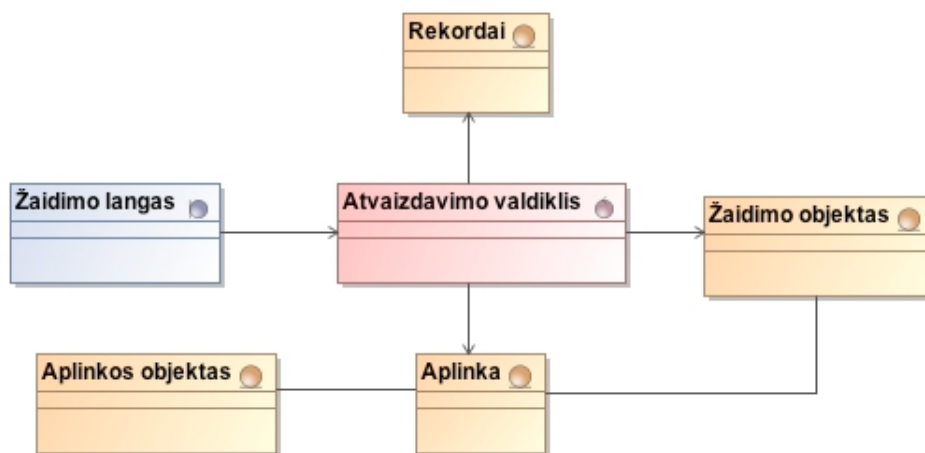 Rekordai
Žaidimo langas
Atvaizdavimo valdiklis
Žaidimo objektas
Aplinkos objektas
Aplinka